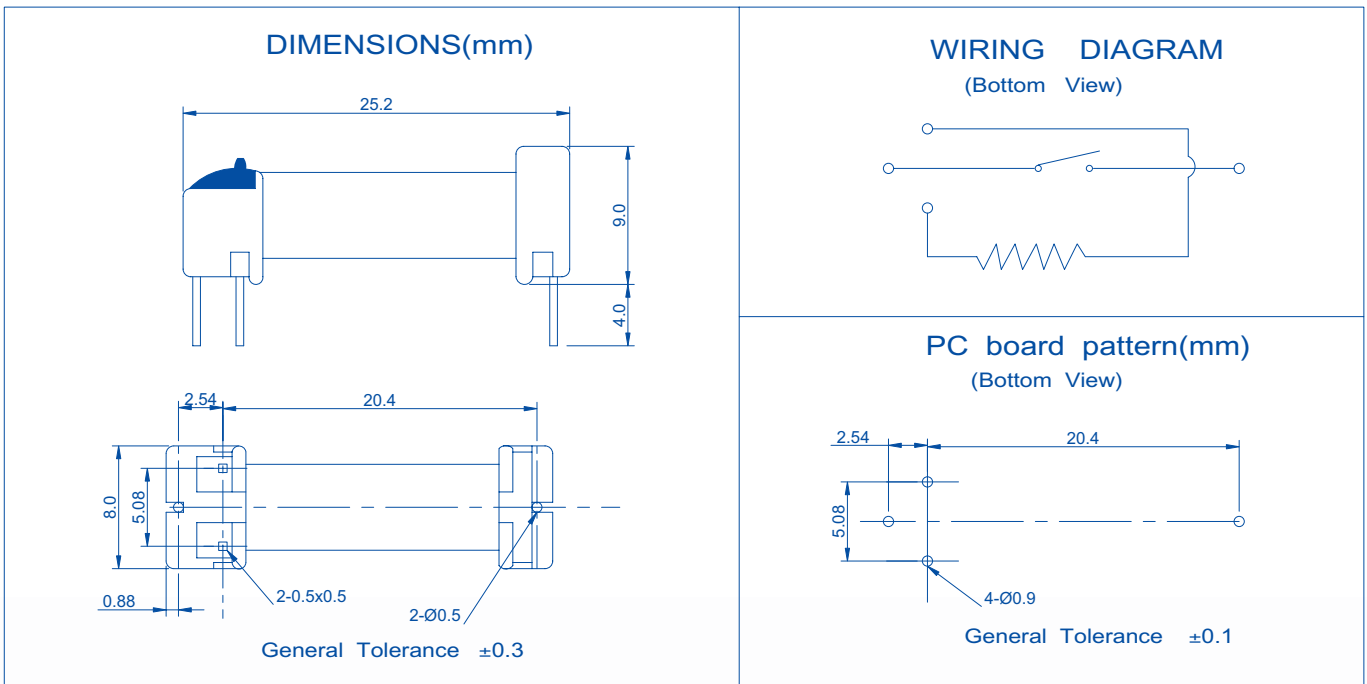 DIMENSIONS(mm)
25.2
9.0
4.0
2.54
20.4
8.0
5.08
0.88
2-0.5x0.5
2-Ø0.5
General Tolerance ±0.3
WIRING DIAGRAM
(Bottom View)
PC board pattern(mm)
(Bottom View)
2.54
20.4
5.08
4-Ø0.9
General Tolerance ±0.1